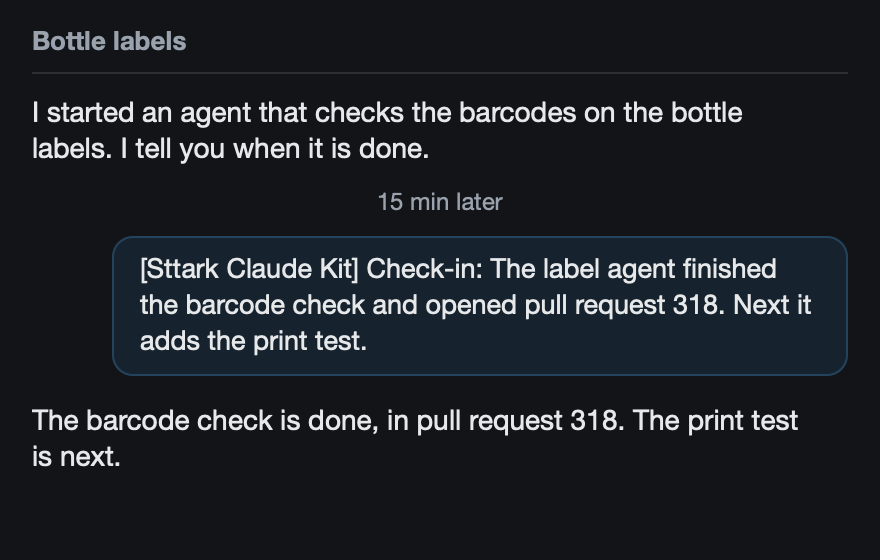 Bottle labels
I started an agent that checks the barcodes on the bottle
labels. I tell you when it is done.
15 min later
[Sttark Claude Kit] Check-in: The label agent finished
the barcode check and opened pull request 318. Next it
adds the print test.
The barcode check is done, in pull request 318. The print test
is next.